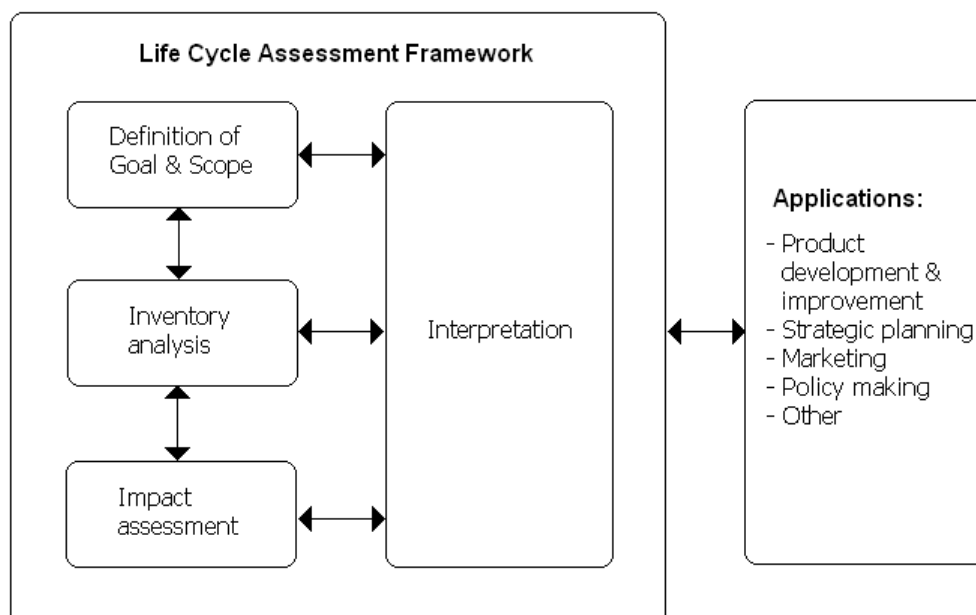 Life Cycle Assessment Framework
Definition of
Goal & Scope
Inventory
analysis
Impact
assessment
Interpretation
Applications:
- Product
development &
improvement
- Strategic planning
- Marketing
- Policy making
- Other